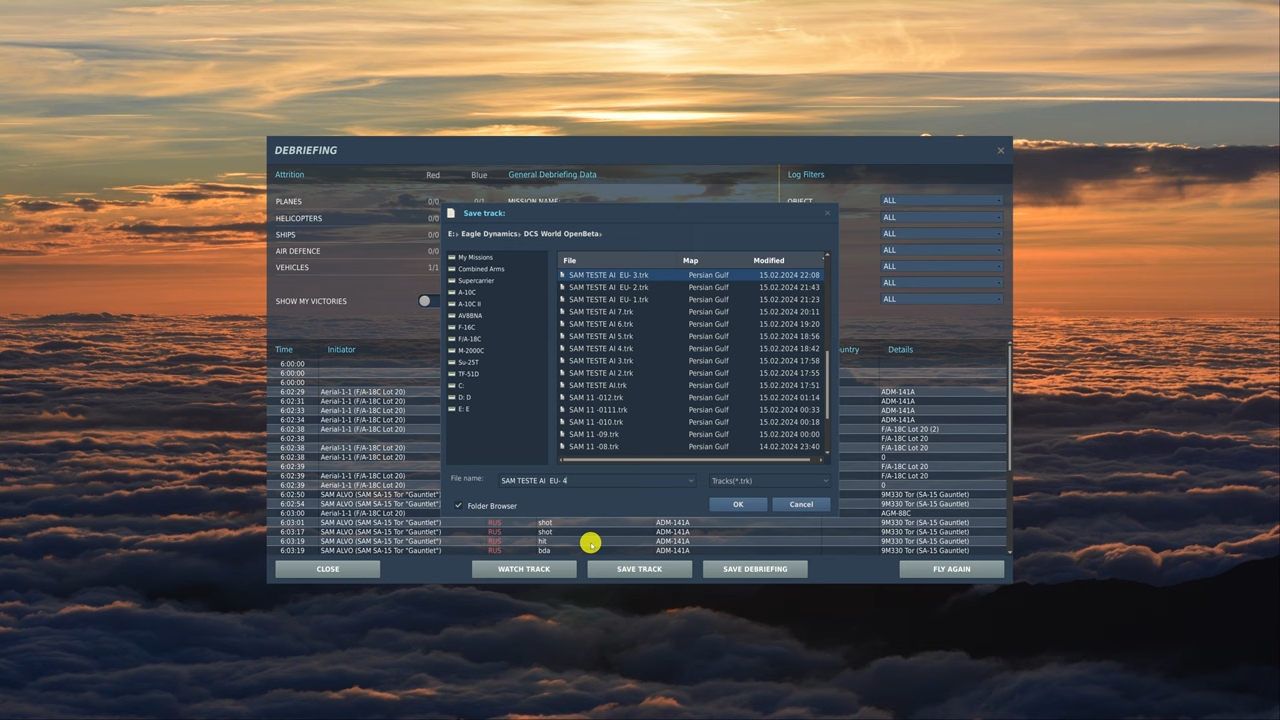 DEBRIEFING
Attrition Red Blue General Debriefing Data Log Filters
PLANES 0/0 0/1 MISSION NAME: OBJECT ALL
HELICOPTERS 0/0 ALL
SHIPS 0/0 ALL
AIR DEFENCE 0/0 ALL
VEHICLES 1/1 ALL
ALL
SHOW MY VICTORIES ALL
Save track:
E:› Eagle Dynamics› DCS World OpenBeta›
My Missions
Combined Arms
Supercarrier
A-10C
A-10C II
AV8BNA
F-16C
F/A-18C
M-2000C
Su-25T
TF-51D
C:
D: D
E: E
File Map Modified
SAM TESTE AI  EU- 3.trk Persian Gulf 15.02.2024 22:08
SAM TESTE AI  EU- 2.trk Persian Gulf 15.02.2024 21:43
SAM TESTE AI  EU- 1.trk Persian Gulf 15.02.2024 21:23
SAM TESTE AI 7.trk Persian Gulf 15.02.2024 20:11
SAM TESTE AI 6.trk Persian Gulf 15.02.2024 19:20
SAM TESTE AI 5.trk Persian Gulf 15.02.2024 18:56
SAM TESTE AI 4.trk Persian Gulf 15.02.2024 18:42
SAM TESTE AI 3.trk Persian Gulf 15.02.2024 17:58
SAM TESTE AI 2.trk Persian Gulf 15.02.2024 17:55
SAM TESTE AI.trk Persian Gulf 15.02.2024 17:51
SAM 11 -012.trk Persian Gulf 15.02.2024 01:14
SAM 11 -0111.trk Persian Gulf 15.02.2024 00:33
SAM 11 -010.trk Persian Gulf 15.02.2024 00:18
SAM 11 -09.trk Persian Gulf 15.02.2024 00:00
SAM 11 -08.trk Persian Gulf 14.02.2024 23:40
File name: SAM TESTE AI  EU- 4 Tracks(*.trk)
Folder Browser OK Cancel
Time Initiator untry Details
6:00:00
6:00:00
6:00:00
6:02:29 Aerial-1-1 (F/A-18C Lot 20) ADM-141A
6:02:31 Aerial-1-1 (F/A-18C Lot 20) ADM-141A
6:02:33 Aerial-1-1 (F/A-18C Lot 20) ADM-141A
6:02:34 Aerial-1-1 (F/A-18C Lot 20) ADM-141A
6:02:38 Aerial-1-1 (F/A-18C Lot 20) F/A-18C Lot 20 (2)
6:02:38 F/A-18C Lot 20
6:02:38 Aerial-1-1 (F/A-18C Lot 20) F/A-18C Lot 20
6:02:38 Aerial-1-1 (F/A-18C Lot 20) 0
6:02:39 F/A-18C Lot 20
6:02:39 Aerial-1-1 (F/A-18C Lot 20) F/A-18C Lot 20
6:02:39 Aerial-1-1 (F/A-18C Lot 20) 0
6:02:50 SAM ALVO (SAM SA-15 Tor "Gauntlet") 9M330 Tor (SA-15 Gauntlet)
6:02:54 SAM ALVO (SAM SA-15 Tor "Gauntlet") 9M330 Tor (SA-15 Gauntlet)
6:03:00 Aerial-1-1 (F/A-18C Lot 20) AGM-88C
6:03:01 SAM ALVO (SAM SA-15 Tor "Gauntlet") RUS shot ADM-141A 9M330 Tor (SA-15 Gauntlet)
6:03:17 SAM ALVO (SAM SA-15 Tor "Gauntlet") RUS shot ADM-141A 9M330 Tor (SA-15 Gauntlet)
6:03:19 SAM ALVO (SAM SA-15 Tor "Gauntlet") RUS hit ADM-141A 9M330 Tor (SA-15 Gauntlet)
6:03:19 SAM ALVO (SAM SA-15 Tor "Gauntlet") RUS bda ADM-141A 9M330 Tor (SA-15 Gauntlet)
CLOSE WATCH TRACK SAVE TRACK SAVE DEBRIEFING FLY AGAIN